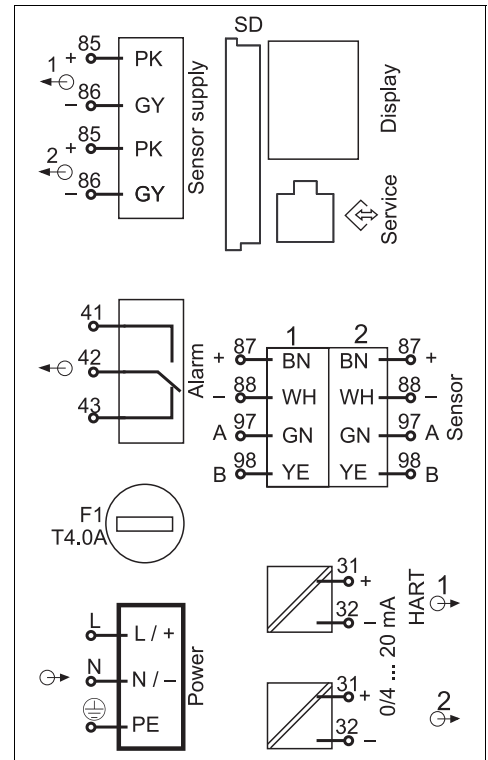 SD
85
1 + PK
86
– GY
85
2 + PK
86
– GY
Sensor supply
Display
Service
41
42
43
Alarm
1 2
+ 87 BN BN 87 +
– 88 WH WH 88 –
A 97 GN GN 97 A
B 98 YE YE 98 B
Sensor
F1
T4.0A
L L / +
N N / –
PE
Power
31 +
32 –
31 +
32 –
0/4 ... 20 mA
HART
1
2